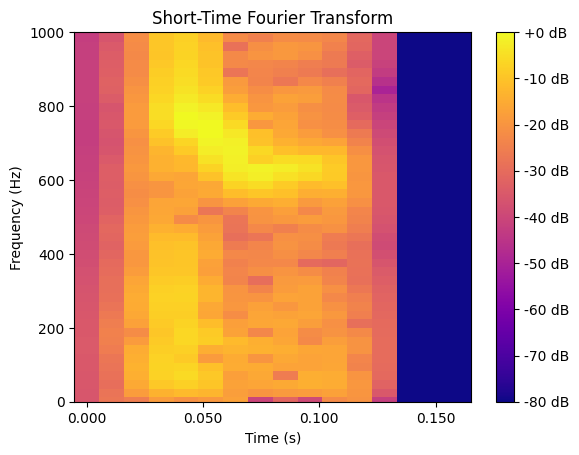 Short-Time Fourier Transform
1000
800
600
400
200
0
Frequency (Hz)
0.000
0.050
0.100
0.150
Time (s)
+0 dB
-10 dB
-20 dB
-30 dB
-40 dB
-50 dB
-60 dB
-70 dB
-80 dB